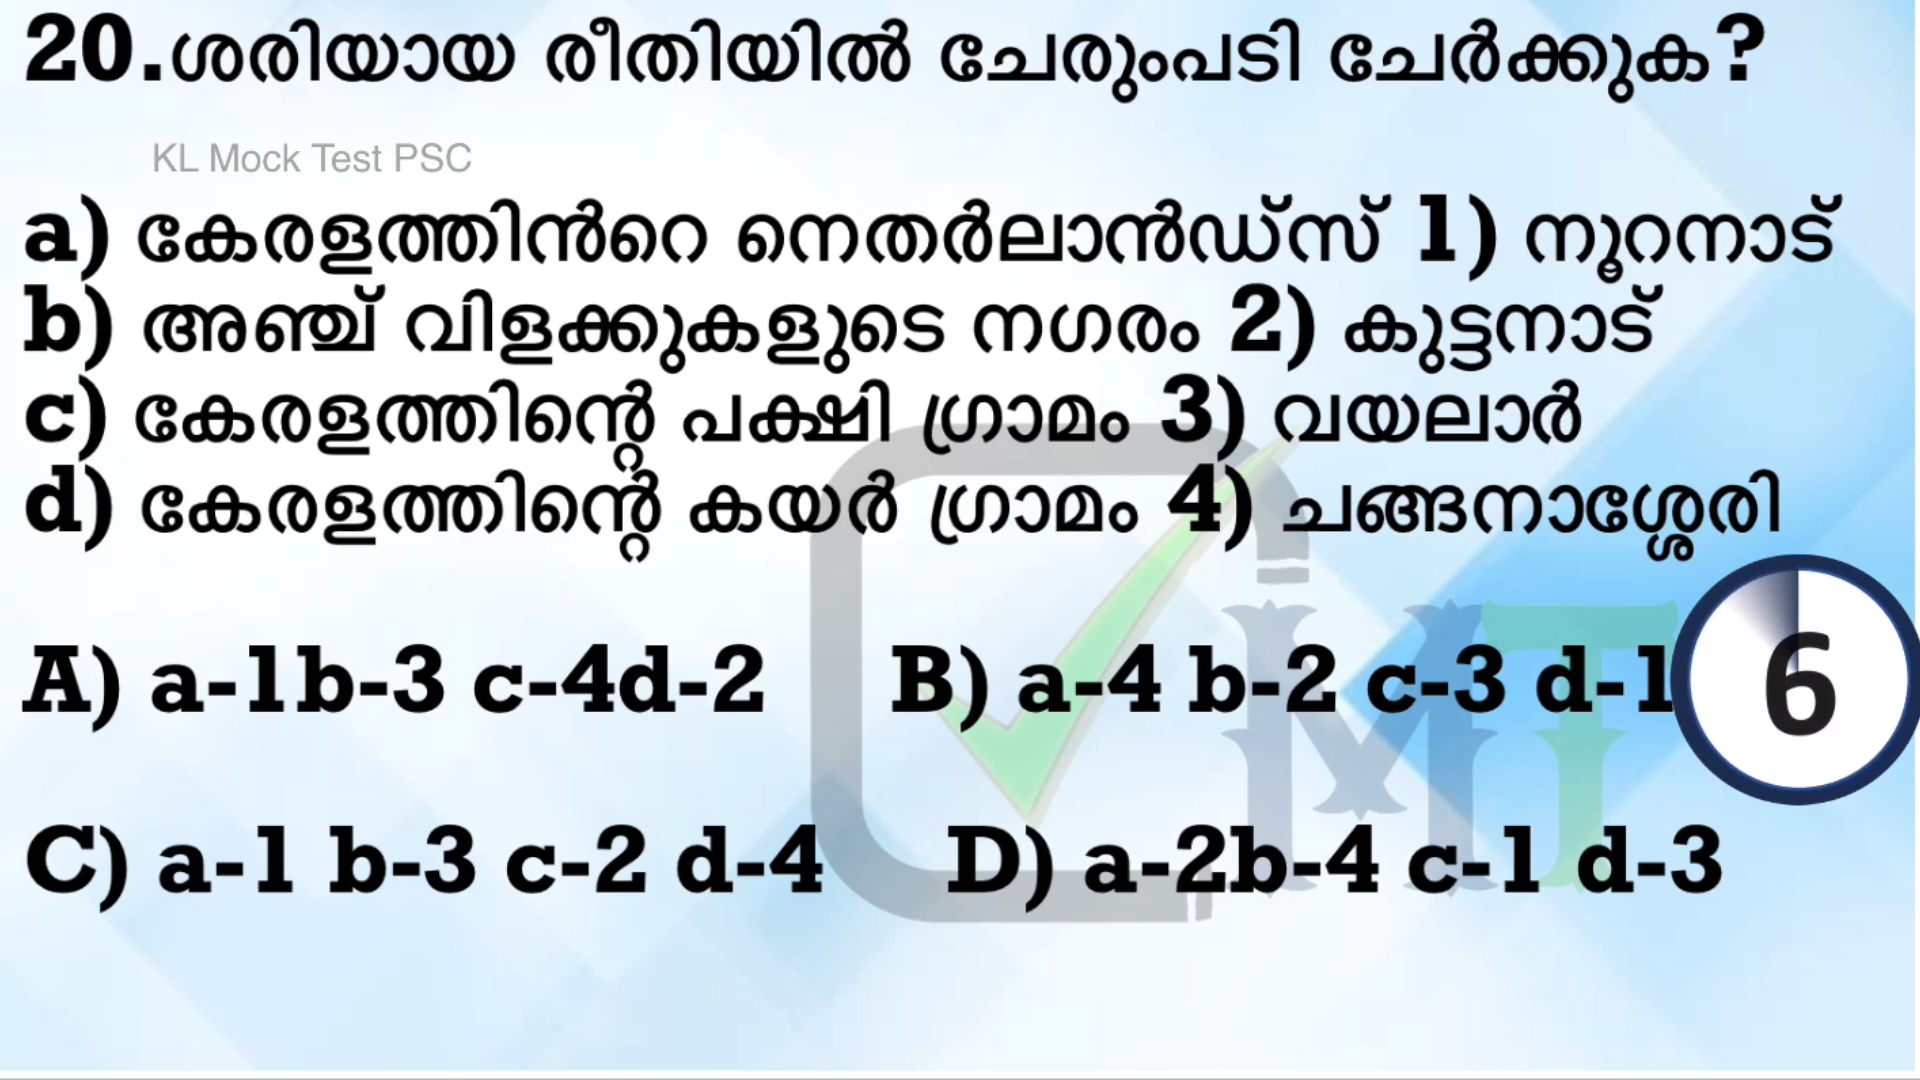 20.ശരിയായ രീതിയിൽ ചേരുംപടി ചേർക്കുക?
KL Mock Test PSC
a) കേരളത്തിൻറെ നെതർലാൻഡ്സ് 1) നൂറനാട്
b) അഞ്ച് വിളക്കുകളുടെ നഗരം 2) കുട്ടനാട്
c) കേരളത്തിന്റെ പക്ഷി ഗ്രാമം 3) വയലാർ
d) കേരളത്തിന്റെ കയർ ഗ്രാമം 4) ചങ്ങനാശ്ശേരി
A) a-1b-3 c-4d-2 B) a-4 b-2 c-3 d-1
6
C) a-1 b-3 c-2 d-4 D) a-2b-4 c-1 d-3
MT